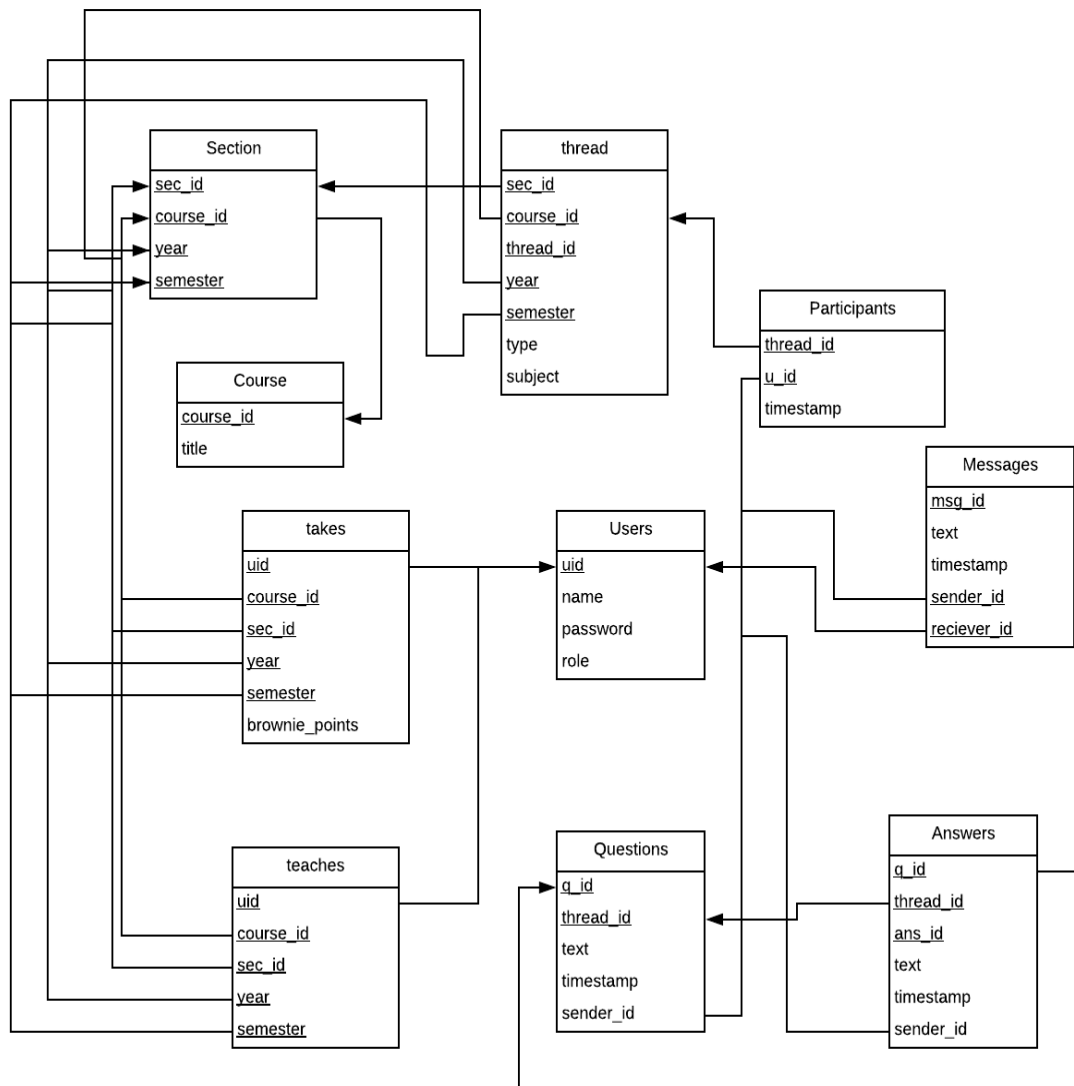 Section
sec_id
course_id
year
semester
thread
sec_id
course_id
thread_id
year
semester
type
subject
Participants
thread_id
u_id
timestamp
Course
course_id
title
Messages
msg_id
text
timestamp
sender_id
reciever_id
takes
uid
course_id
sec_id
year
semester
brownie_points
Users
uid
name
password
role
teaches
uid
course_id
sec_id
year
semester
Questions
q_id
thread_id
text
timestamp
sender_id
Answers
q_id
thread_id
ans_id
text
timestamp
sender_id